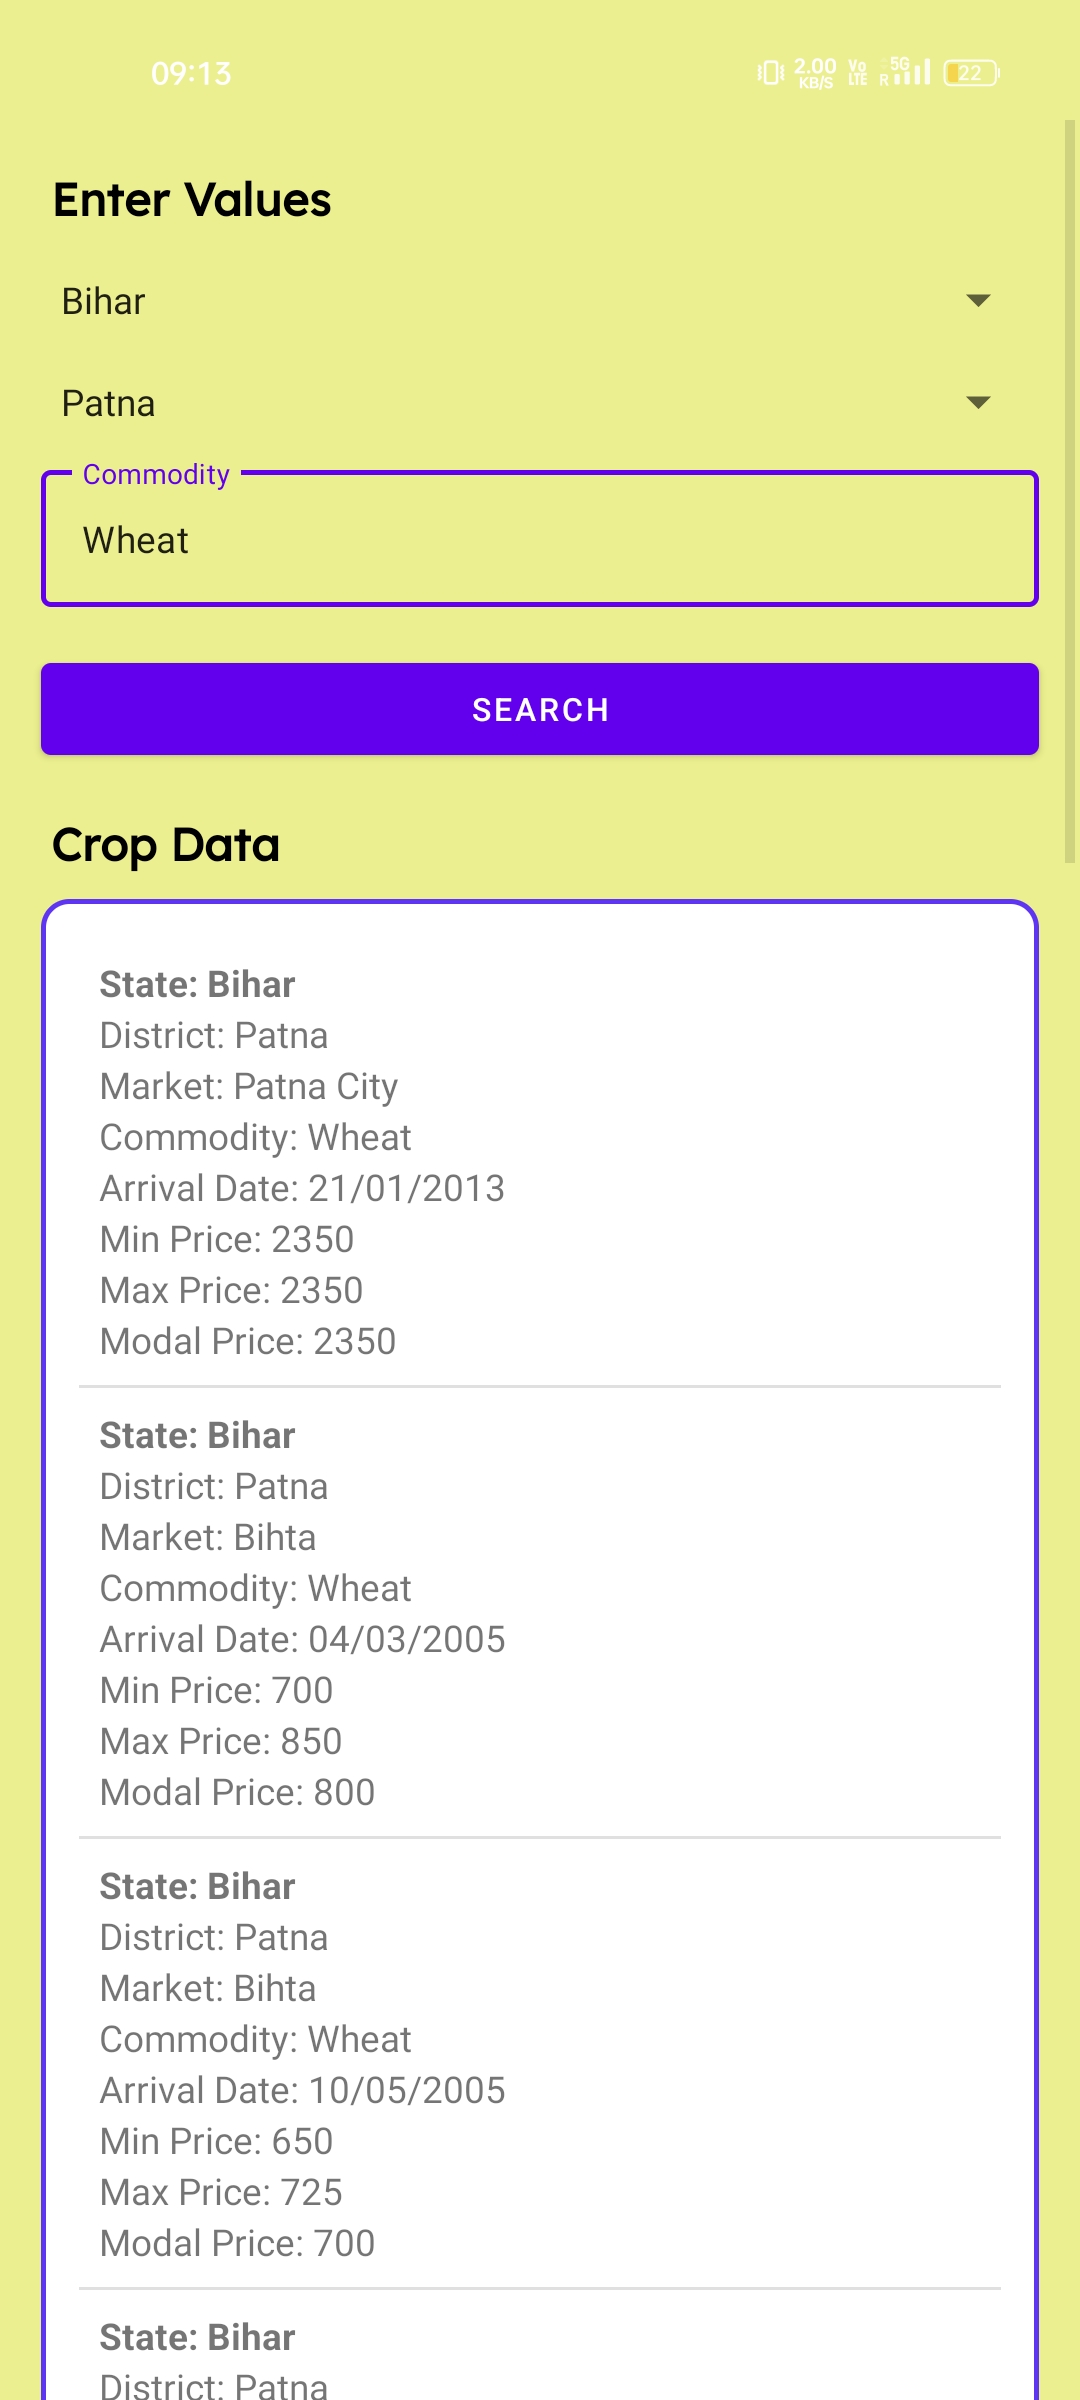 09:13
2.00 KB/S Vo LTE R 5G 22
Enter Values
Bihar
Patna
Commodity
Wheat
SEARCH
Crop Data
State: Bihar
District: Patna
Market: Patna City
Commodity: Wheat
Arrival Date: 21/01/2013
Min Price: 2350
Max Price: 2350
Modal Price: 2350
State: Bihar
District: Patna
Market: Bihta
Commodity: Wheat
Arrival Date: 04/03/2005
Min Price: 700
Max Price: 850
Modal Price: 800
State: Bihar
District: Patna
Market: Bihta
Commodity: Wheat
Arrival Date: 10/05/2005
Min Price: 650
Max Price: 725
Modal Price: 700
State: Bihar
District: Patna